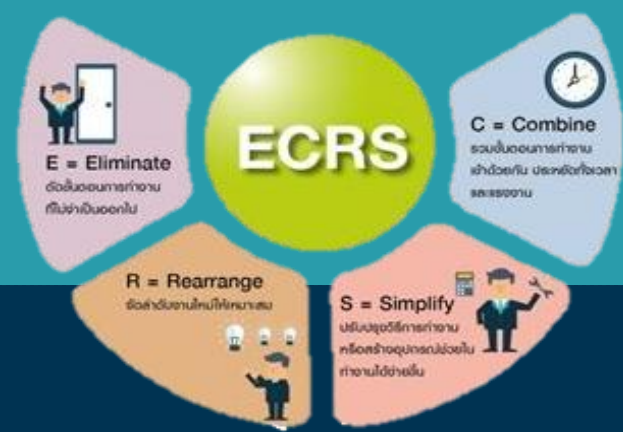 ECRS
E = Eliminate
ตัดขั้นตอนการทำงาน
ที่ไม่จำเป็นออกไป
C = Combine
รวมขั้นตอนการทำงาน
เข้าด้วยกัน ประหยัดทั้งเวลา
และแรงงาน
R = Rearrange
จัดลำดับงานใหม่ให้เหมาะสม
S = Simplify
ปรับปรุงวิธีการทำงาน
หรือสร้างอุปกรณ์ช่วยใน
ทำงานได้ง่ายขึ้น